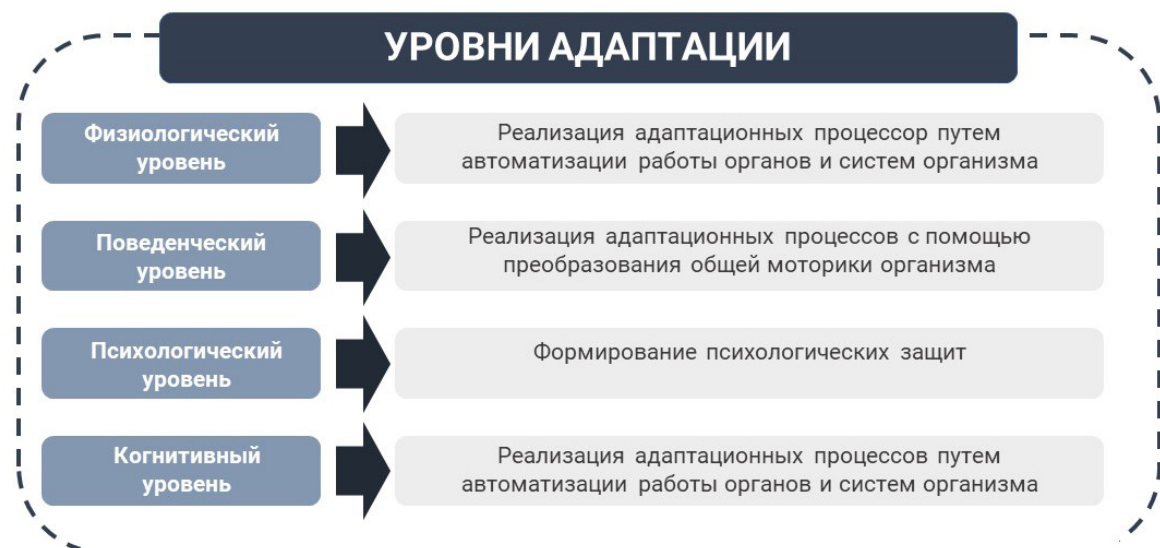 УРОВНИ АДАПТАЦИИ
Физиологический
уровень
Реализация адаптационных процессор путем
автоматизации работы органов и систем организма
Поведенческий
уровень
Реализация адаптационных процессов с помощью
преобразования общей моторики организма
Психологический
уровень
Формирование психологических защит
Когнитивный
уровень
Реализация адаптационных процессов путем
автоматизации работы органов и систем организма